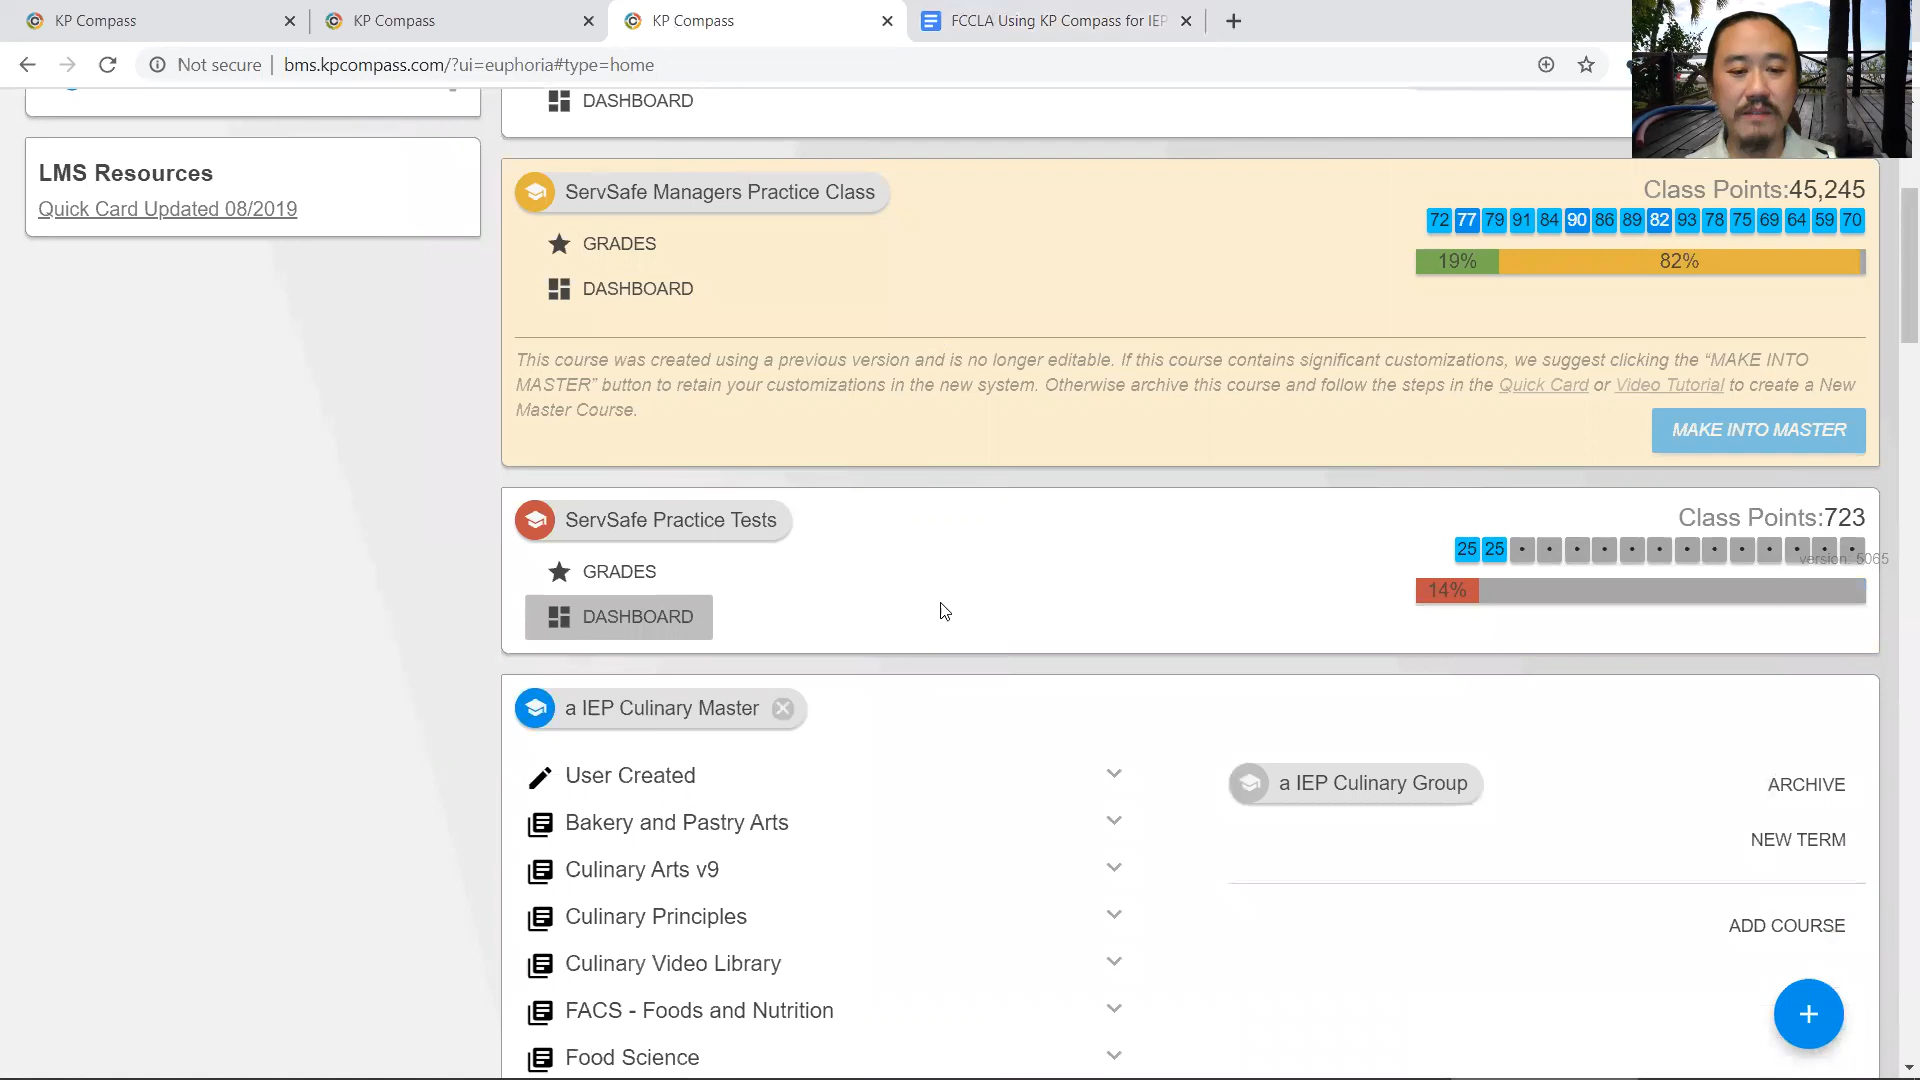 KP Compass
KP Compass
KP Compass
FCCLA Using KP Compass for IEP
Not secure
bms.kpcompass.com/?ui=euphoria#type=home
DASHBOARD
LMS Resources
Quick Card Updated 08/2019
ServSafe Managers Practice Class
Class Points:45,245
72 77 79 91 84 90 86 89 82 93 78 75 69 64 59 70
GRADES
19% 82%
DASHBOARD
This course was created using a previous version and is no longer editable. If this course contains significant customizations, we suggest clicking the “MAKE INTO
MASTER” button to retain your customizations in the new system. Otherwise archive this course and follow the steps in the Quick Card or Video Tutorial to create a New
Master Course.
MAKE INTO MASTER
ServSafe Practice Tests
Class Points:723
25 25
version: 5065
GRADES
14%
DASHBOARD
a IEP Culinary Master
User Created
Bakery and Pastry Arts
Culinary Arts v9
Culinary Principles
Culinary Video Library
FACS - Foods and Nutrition
Food Science
a IEP Culinary Group
ARCHIVE
NEW TERM
ADD COURSE